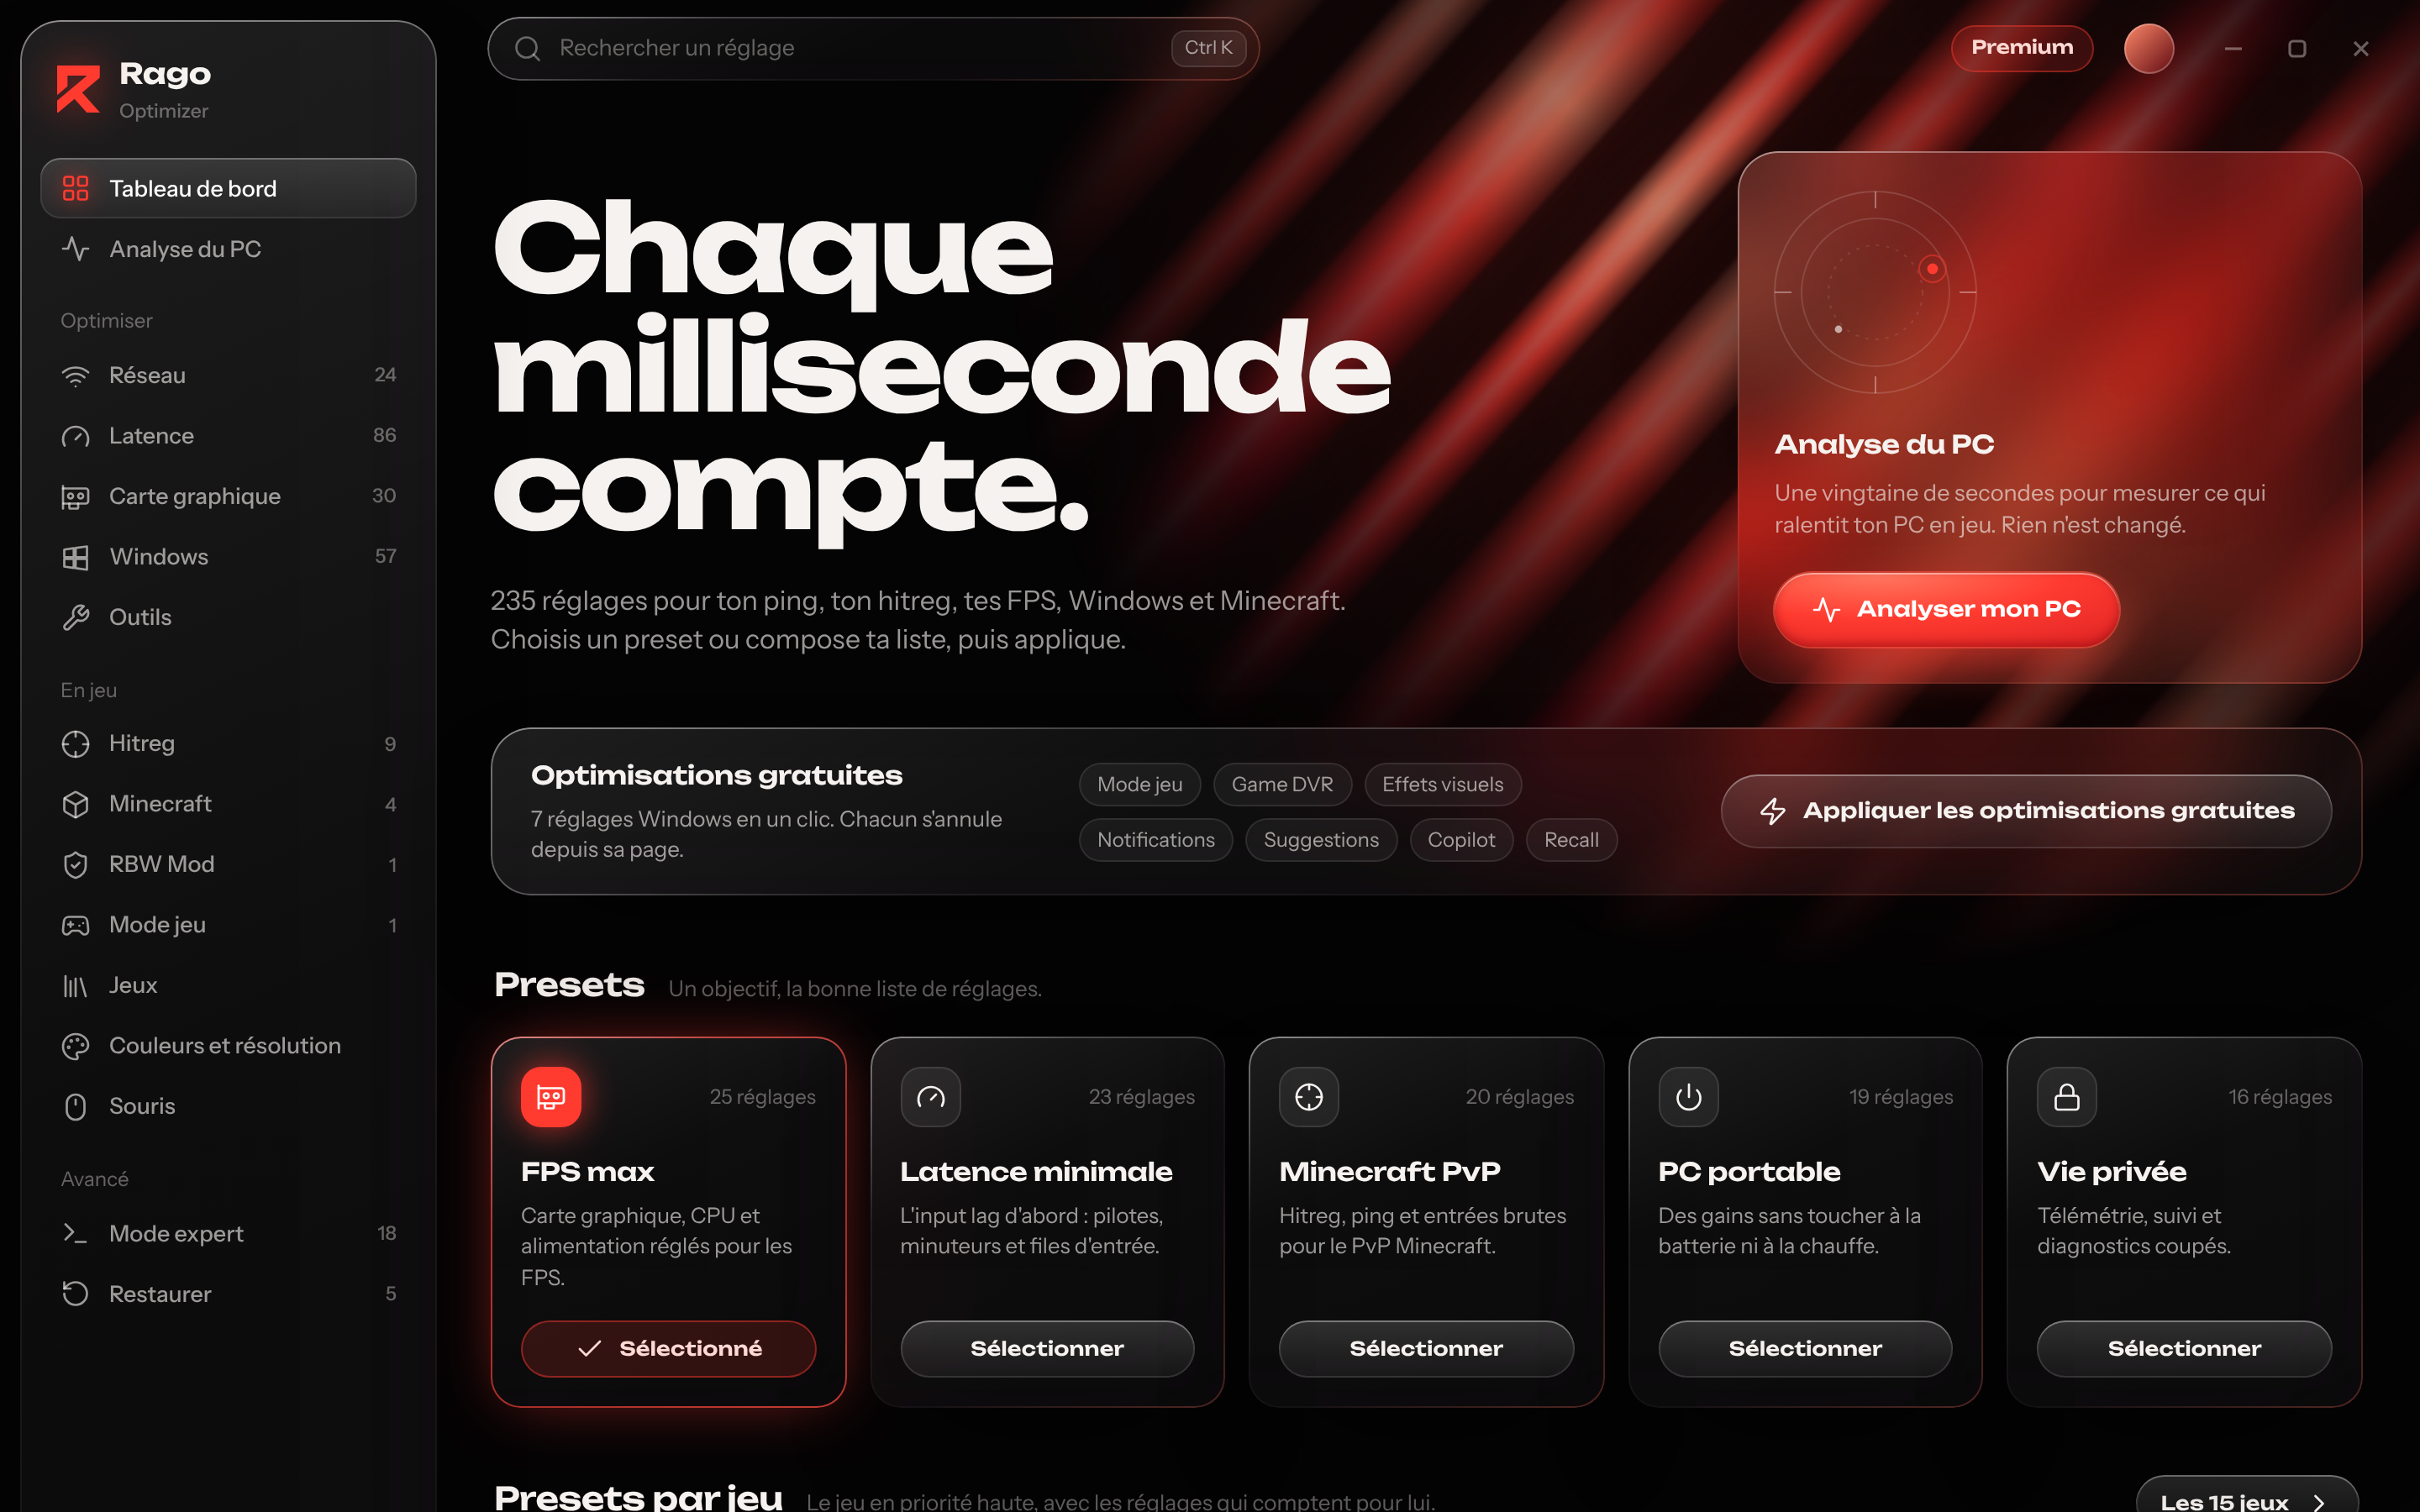 Rago
Optimizer
Tableau de bord
Analyse du PC
Optimiser
Réseau 24
Latence 86
Carte graphique 30
Windows 57
Outils
En jeu
Hitreg 9
Minecraft 4
RBW Mod 1
Mode jeu 1
Jeux
Couleurs et résolution
Souris
Avancé
Mode expert 18
Restaurer 5
Rechercher un réglage Ctrl K
Premium
Chaque
milliseconde
compte.
235 réglages pour ton ping, ton hitreg, tes FPS, Windows et Minecraft.
Choisis un preset ou compose ta liste, puis applique.
Analyse du PC
Une vingtaine de secondes pour mesurer ce qui
ralentit ton PC en jeu. Rien n'est changé.
Analyser mon PC
Optimisations gratuites
7 réglages Windows en un clic. Chacun s'annule
depuis sa page.
Mode jeu Game DVR Effets visuels
Notifications Suggestions Copilot Recall
Appliquer les optimisations gratuites
Presets Un objectif, la bonne liste de réglages.
25 réglages
FPS max
Carte graphique, CPU et
alimentation réglés pour les
FPS.
Sélectionné
23 réglages
Latence minimale
L'input lag d'abord : pilotes,
minuteurs et files d'entrée.
Sélectionner
20 réglages
Minecraft PvP
Hitreg, ping et entrées brutes
pour le PvP Minecraft.
Sélectionner
19 réglages
PC portable
Des gains sans toucher à la
batterie ni à la chauffe.
Sélectionner
16 réglages
Vie privée
Télémétrie, suivi et
diagnostics coupés.
Sélectionner
Presets par jeu Le jeu en priorité haute, avec les réglages qui comptent pour lui.
Les 15 jeux